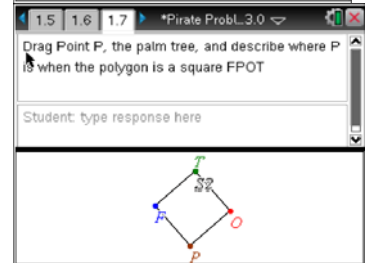 1.5 1.6 1.7 *Pirate Probl...3.0
Drag Point P, the palm tree, and describe where P
is when the polygon is a square FPOT
Student: type response here
T
S?
F
O
P